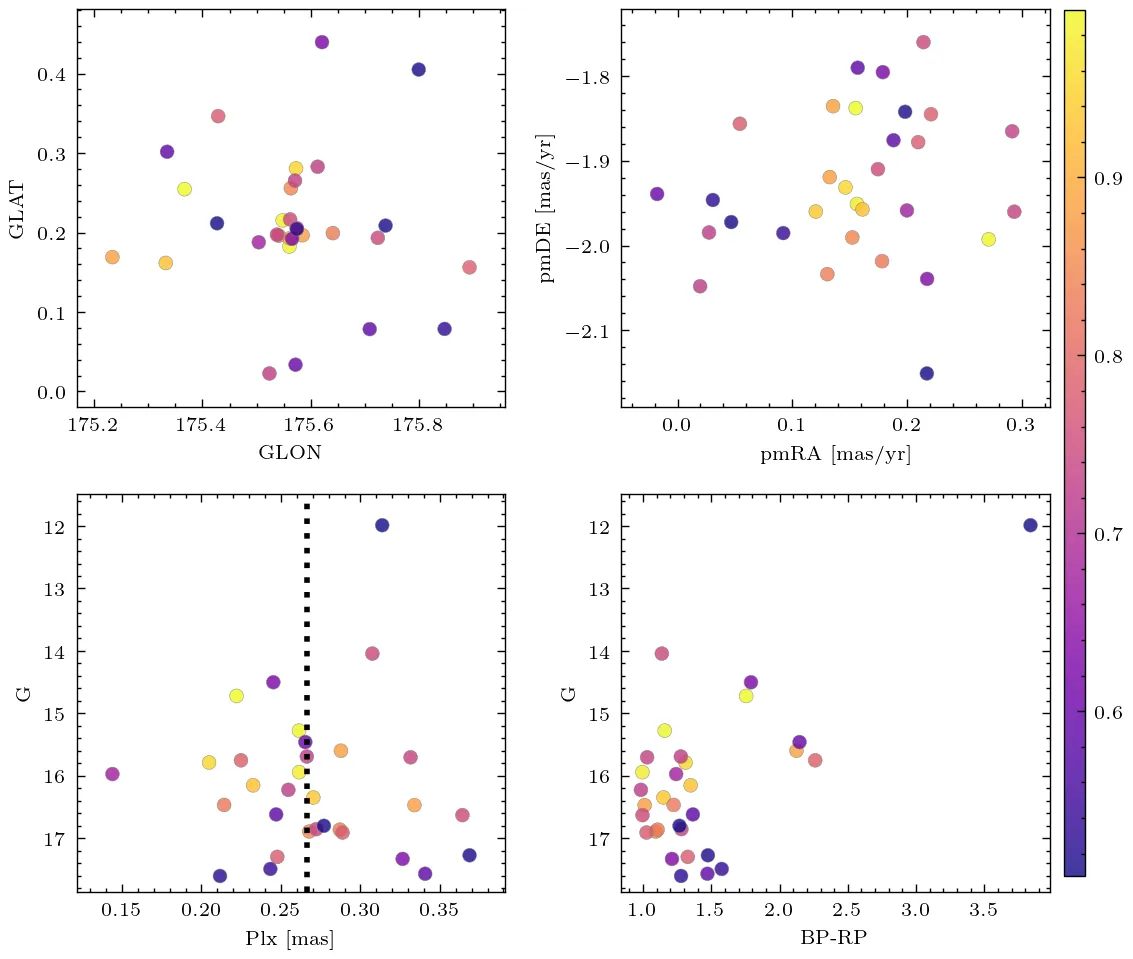 0.4
0.3
0.2
0.1
0.0
GLAT
175.2 175.4 175.6 175.8
GLON
−1.8
−1.9
−2.0
−2.1
pmDE [mas/yr]
0.0 0.1 0.2 0.3
pmRA [mas/yr]
0.9
0.8
0.7
0.6
12
13
14
15
16
17
G
0.15 0.20 0.25 0.30 0.35
Plx [mas]
12
13
14
15
16
17
G
1.0 1.5 2.0 2.5 3.0 3.5
BP-RP